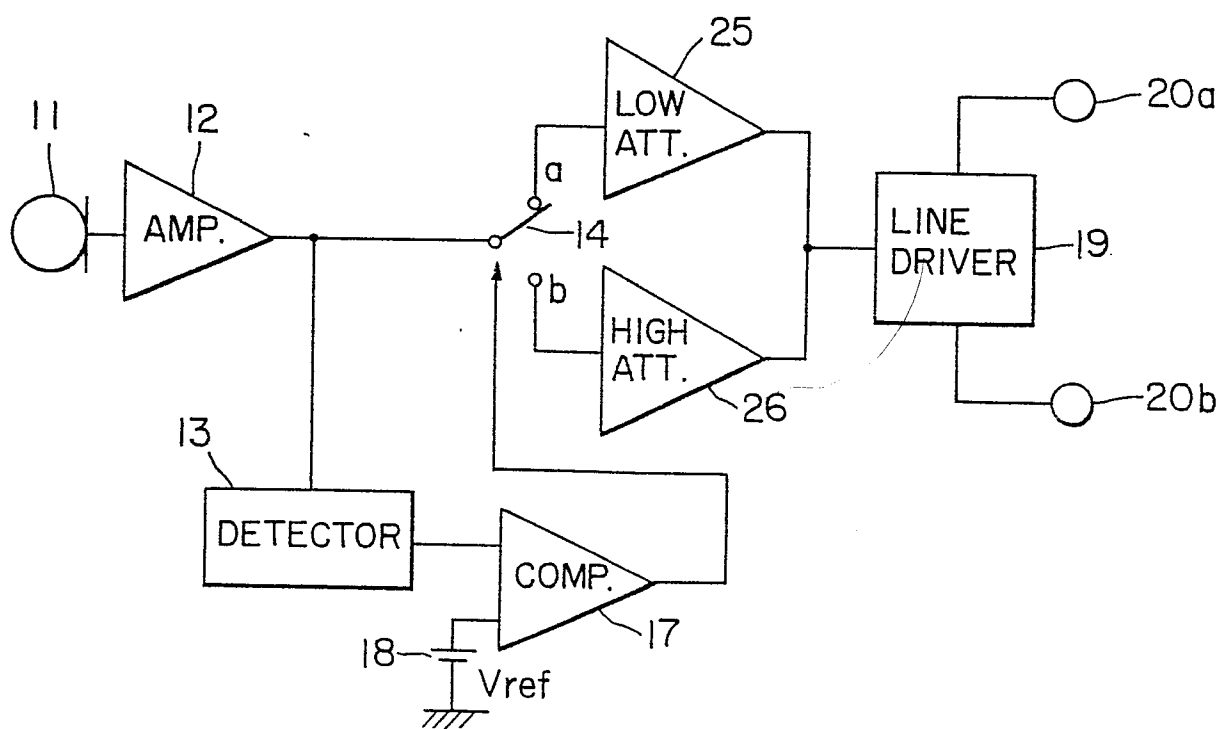 25
LOW
ATT.
20a
11
12
AMP.
a
14
b
HIGH
ATT.
26
LINE
DRIVER
19
20b
13
DETECTOR
COMP.
17
18
Vref